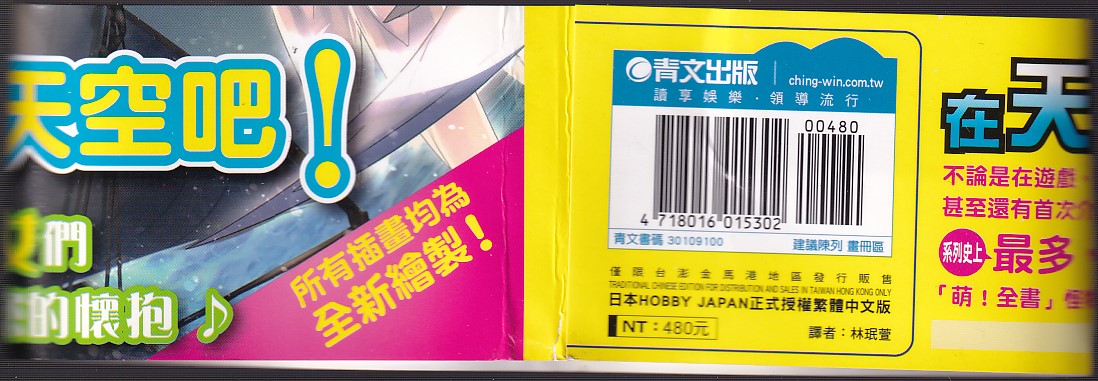 天空吧！
們
的懷抱♪
所有插畫均為
全新繪製！
青文出版
ching-win.com.tw
讀享娛樂．領導流行
00480
4 718016 015302
青文書碼 30109100
建議陳列 畫冊區
僅限台澎金馬港地區發行販售
TRADITIONAL CHINESE EDITION FOR DISTRIBUTION AND SALES IN TAIWAN HONG KONG ONLY
日本HOBBY JAPAN正式授權繁體中文版
NT：480元
譯者：林珉萱
在天
不論是在遊戲、
甚至還有首次
系列史上
最多
「萌！全書」